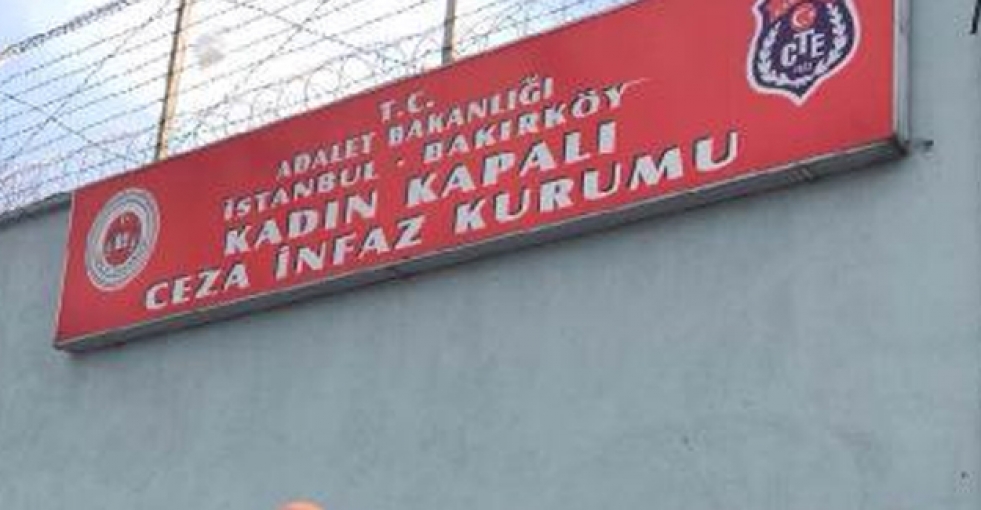 T.C.
ADALET BAKANLIĞI
İSTANBUL - BAKIRKÖY
KADIN KAPALI
CEZA İNFAZ KURUMU
CTE